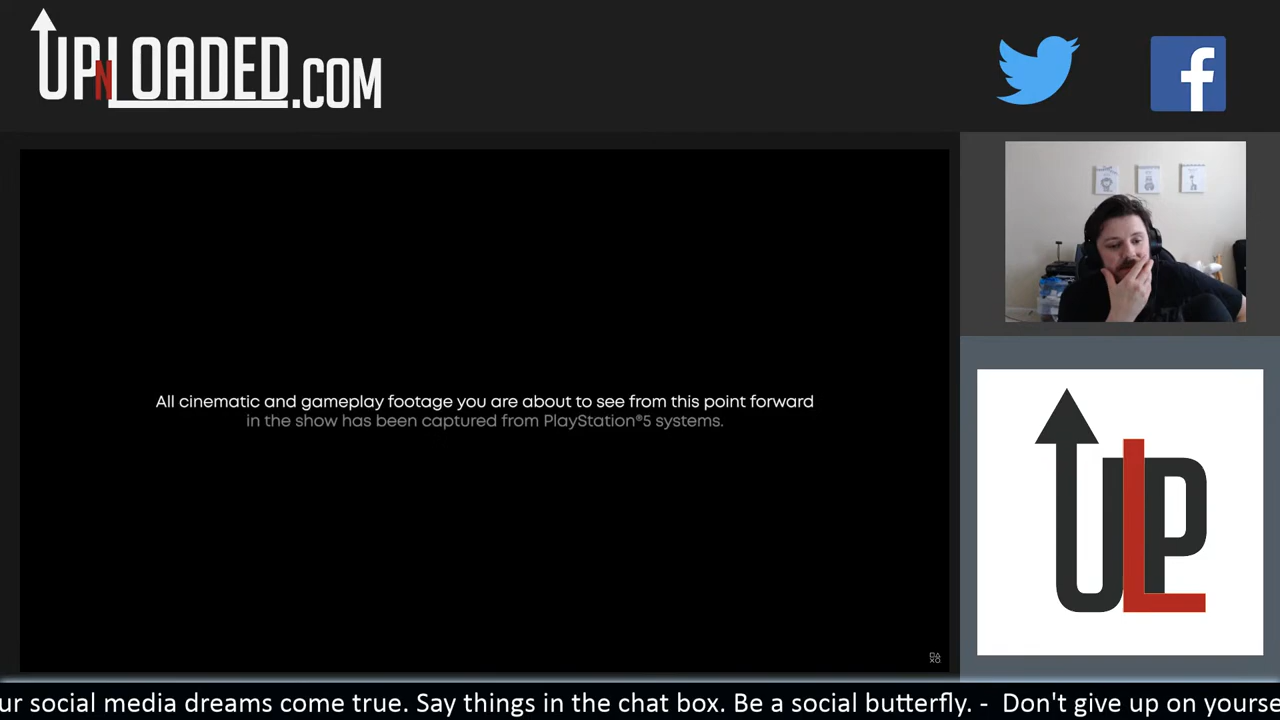 UPNLOADED.COM
All cinematic and gameplay footage you are about to see from this point forward
in the show has been captured from PlayStation®5 systems.
ULP
ur social media dreams come true. Say things in the chat box. Be a social butterfly. - Don't give up on yourse